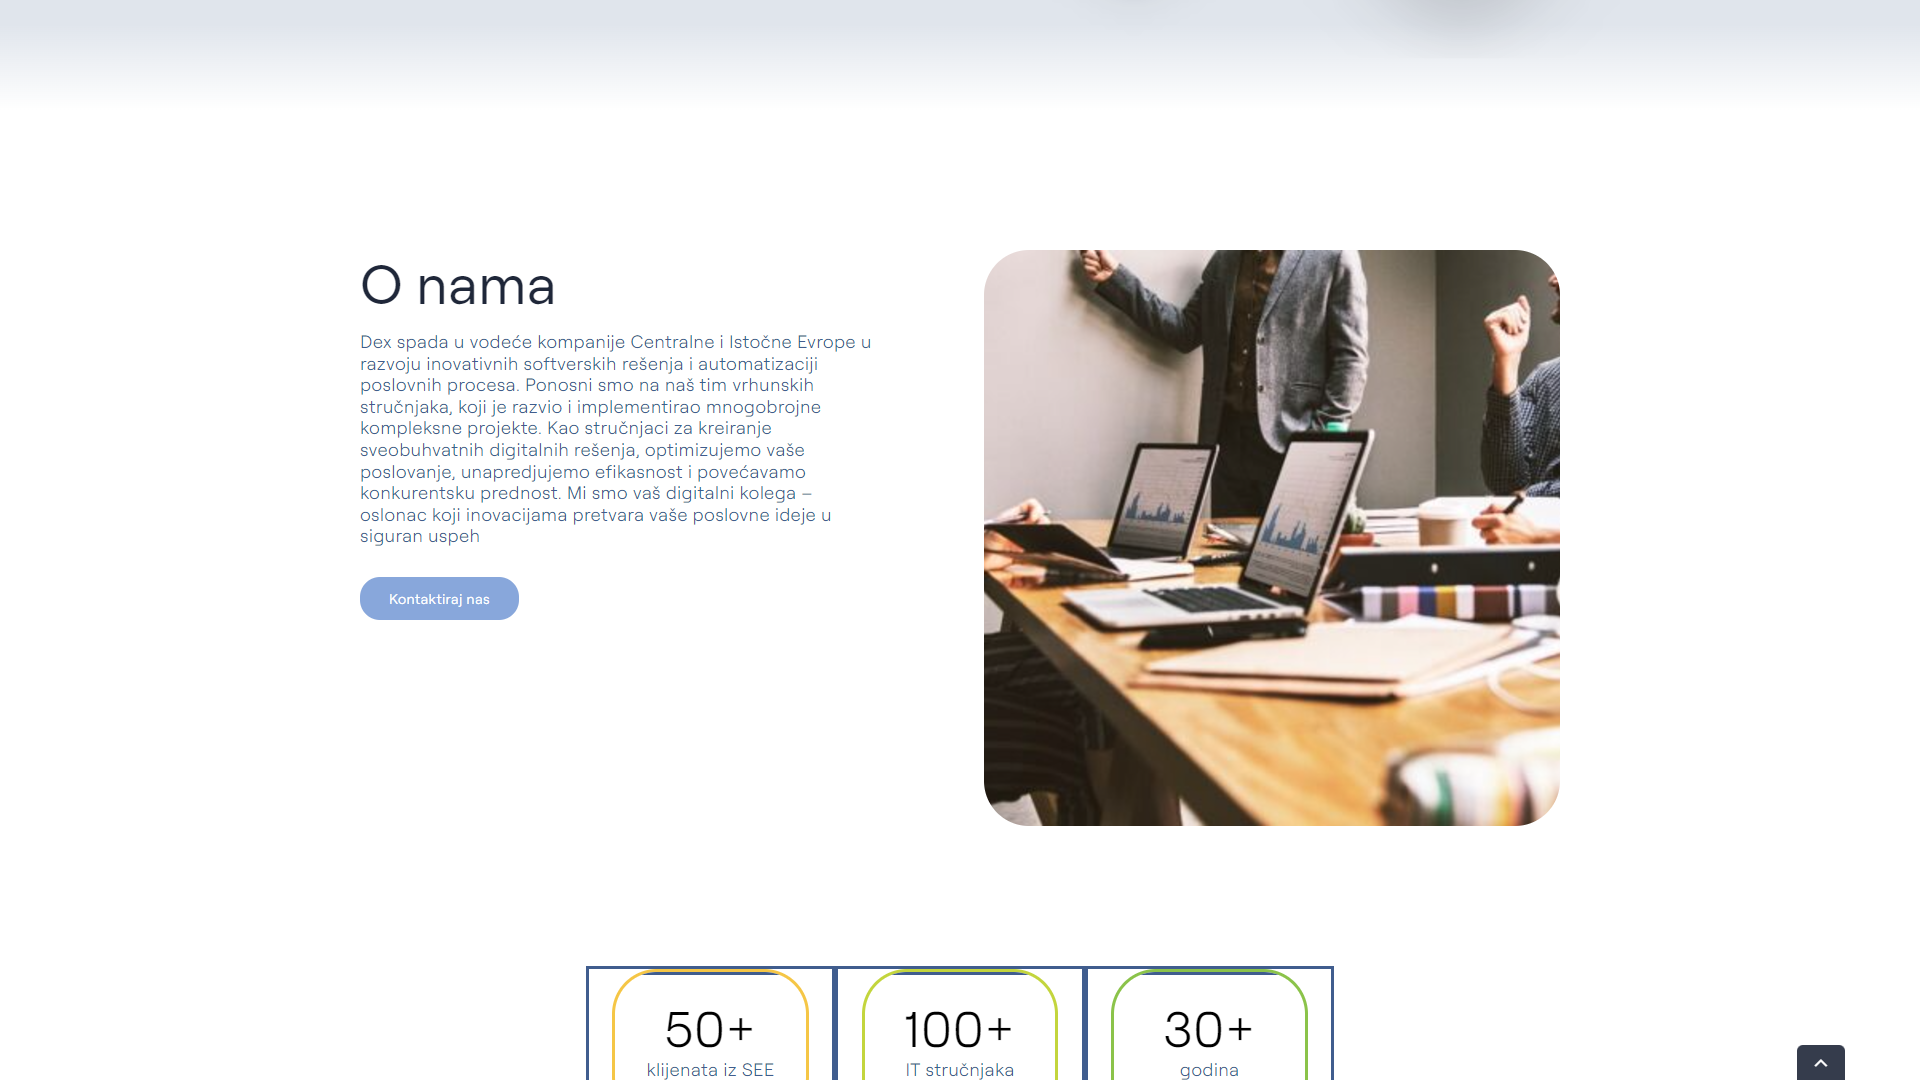 O nama
Dex spada u vodeće kompanije Centralne i Istočne Evrope u
razvoju inovativnih softverskih rešenja i automatizaciji
poslovnih procesa. Ponosni smo na naš tim vrhunskih
stručnjaka, koji je razvio i implementirao mnogobrojne
kompleksne projekte. Kao stručnjaci za kreiranje
sveobuhvatnih digitalnih rešenja, optimizujemo vaše
poslovanje, unapredjujemo efikasnost i povećavamo
konkurentsku prednost. Mi smo vaš digitalni kolega –
oslonac koji inovacijama pretvara vaše poslovne ideje u
siguran uspeh
Kontaktiraj nas
50+
klijenata iz SEE
100+
IT stručnjaka
30+
godina